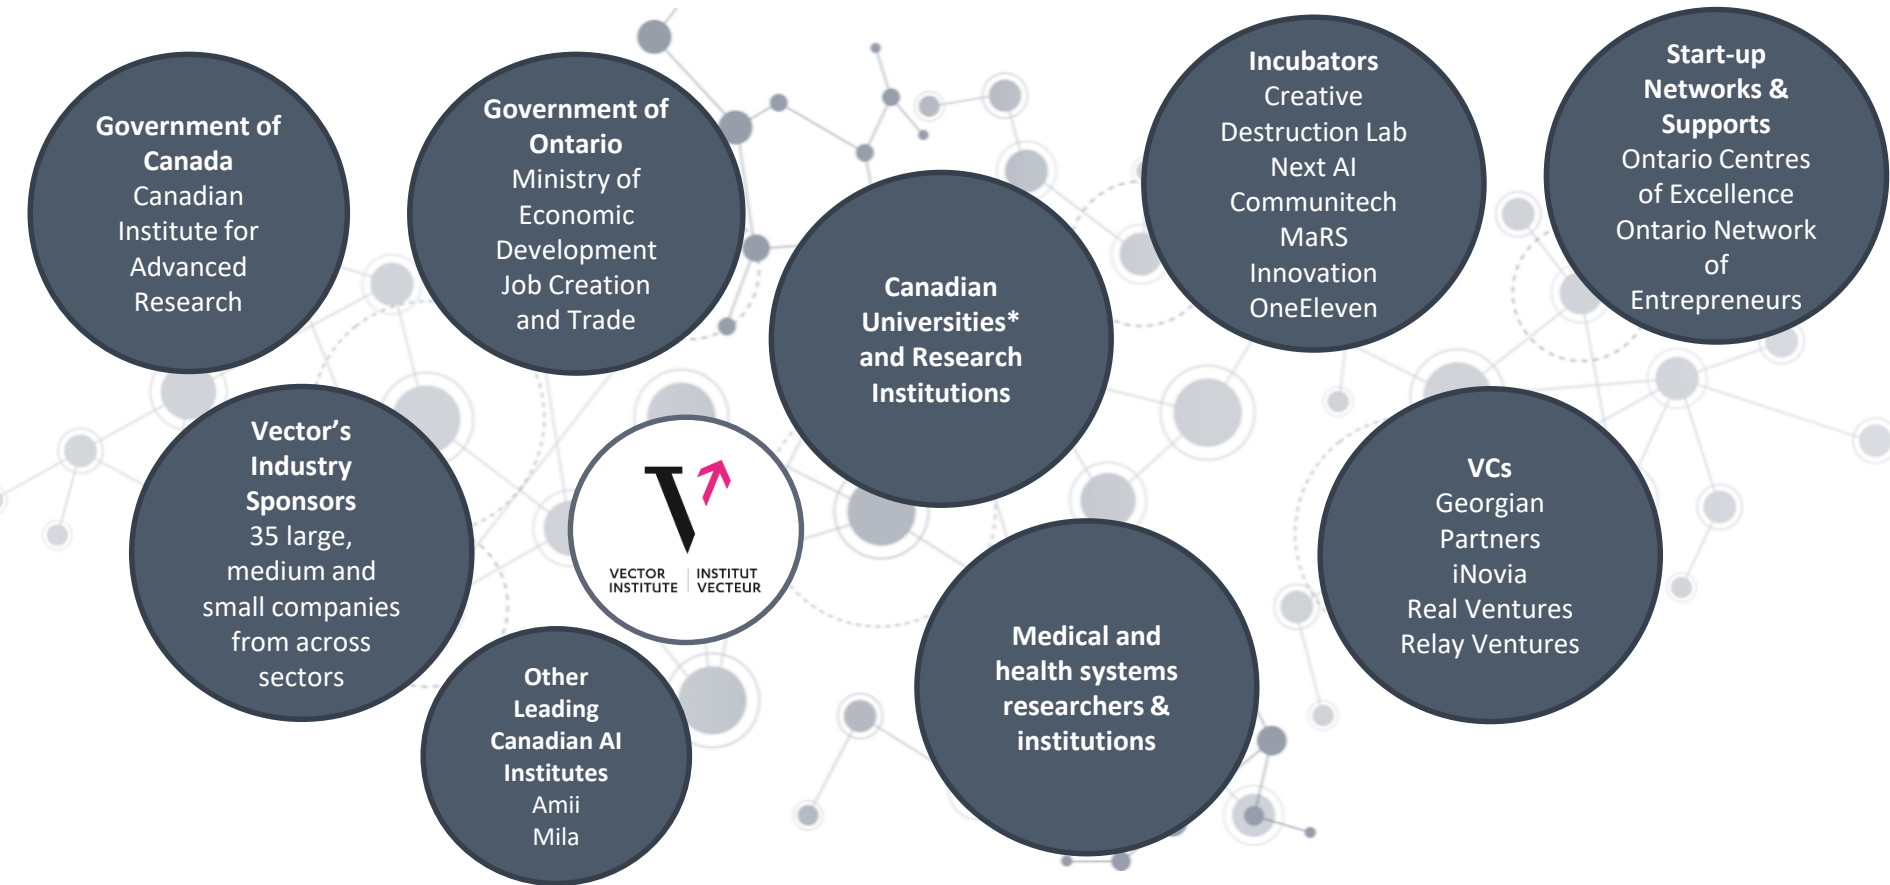 Government of
Canada
Canadian
Institute for
Advanced
Research
Government of
Ontario
Ministry of
Economic
Development
Job Creation
and Trade
Canadian
Universities*
and Research
Institutions
Incubators
Creative
Destruction Lab
Next AI
Communitech
MaRS
Innovation
OneEleven
Start-up
Networks &
Supports
Ontario Centres
of Excellence
Ontario Network
of
Entrepreneurs
Vector’s
Industry
Sponsors
35 large,
medium and
small companies
from across
sectors
VECTOR
INSTITUTE
INSTITUT
VECTEUR
Other
Leading
Canadian AI
Institutes
Amii
Mila
Medical and
health systems
researchers &
institutions
VCs
Georgian
Partners
iNovia
Real Ventures
Relay Ventures